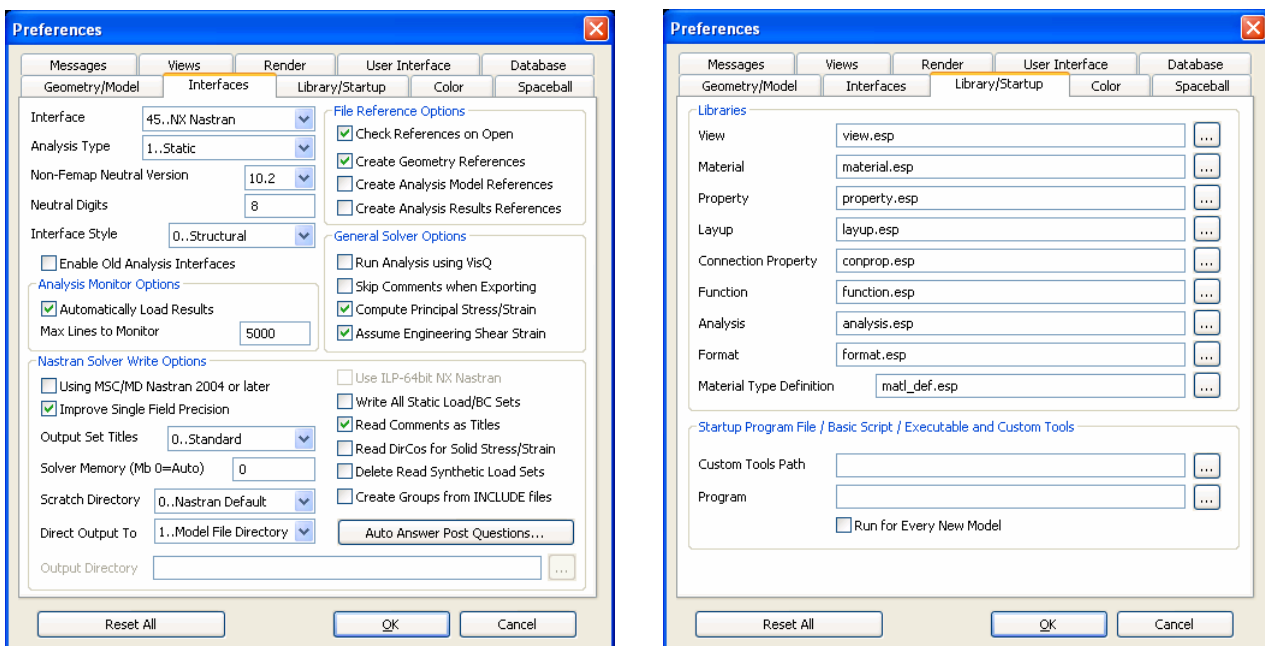 Preferences
Messages Views Render User Interface Database
Geometry/Model Interfaces Library/Startup Color Spaceball
Interface 45..NX Nastran
Analysis Type 1..Static
Non-Femap Neutral Version 10.2
Neutral Digits 8
Interface Style 0..Structural
Enable Old Analysis Interfaces
Analysis Monitor Options
Automatically Load Results
Max Lines to Monitor 5000
File Reference Options
Check References on Open
Create Geometry References
Create Analysis Model References
Create Analysis Results References
General Solver Options
Run Analysis using VisQ
Skip Comments when Exporting
Compute Principal Stress/Strain
Assume Engineering Shear Strain
Nastran Solver Write Options
Using MSC/MD Nastran 2004 or later
Improve Single Field Precision
Output Set Titles 0..Standard
Solver Memory (Mb 0=Auto) 0
Scratch Directory 0..Nastran Default
Direct Output To 1..Model File Directory
Use ILP-64bit NX Nastran
Write All Static Load/BC Sets
Read Comments as Titles
Read DirCos for Solid Stress/Strain
Delete Read Synthetic Load Sets
Create Groups from INCLUDE files
Auto Answer Post Questions...
Output Directory ...
Reset All OK Cancel
Preferences
Messages Views Render User Interface Database
Geometry/Model Interfaces Library/Startup Color Spaceball
Libraries
View view.esp ...
Material material.esp ...
Property property.esp ...
Layup layup.esp ...
Connection Property conprop.esp ...
Function function.esp ...
Analysis analysis.esp ...
Format format.esp ...
Material Type Definition matl_def.esp ...
Startup Program File / Basic Script / Executable and Custom Tools
Custom Tools Path ...
Program ...
Run for Every New Model
Reset All OK Cancel